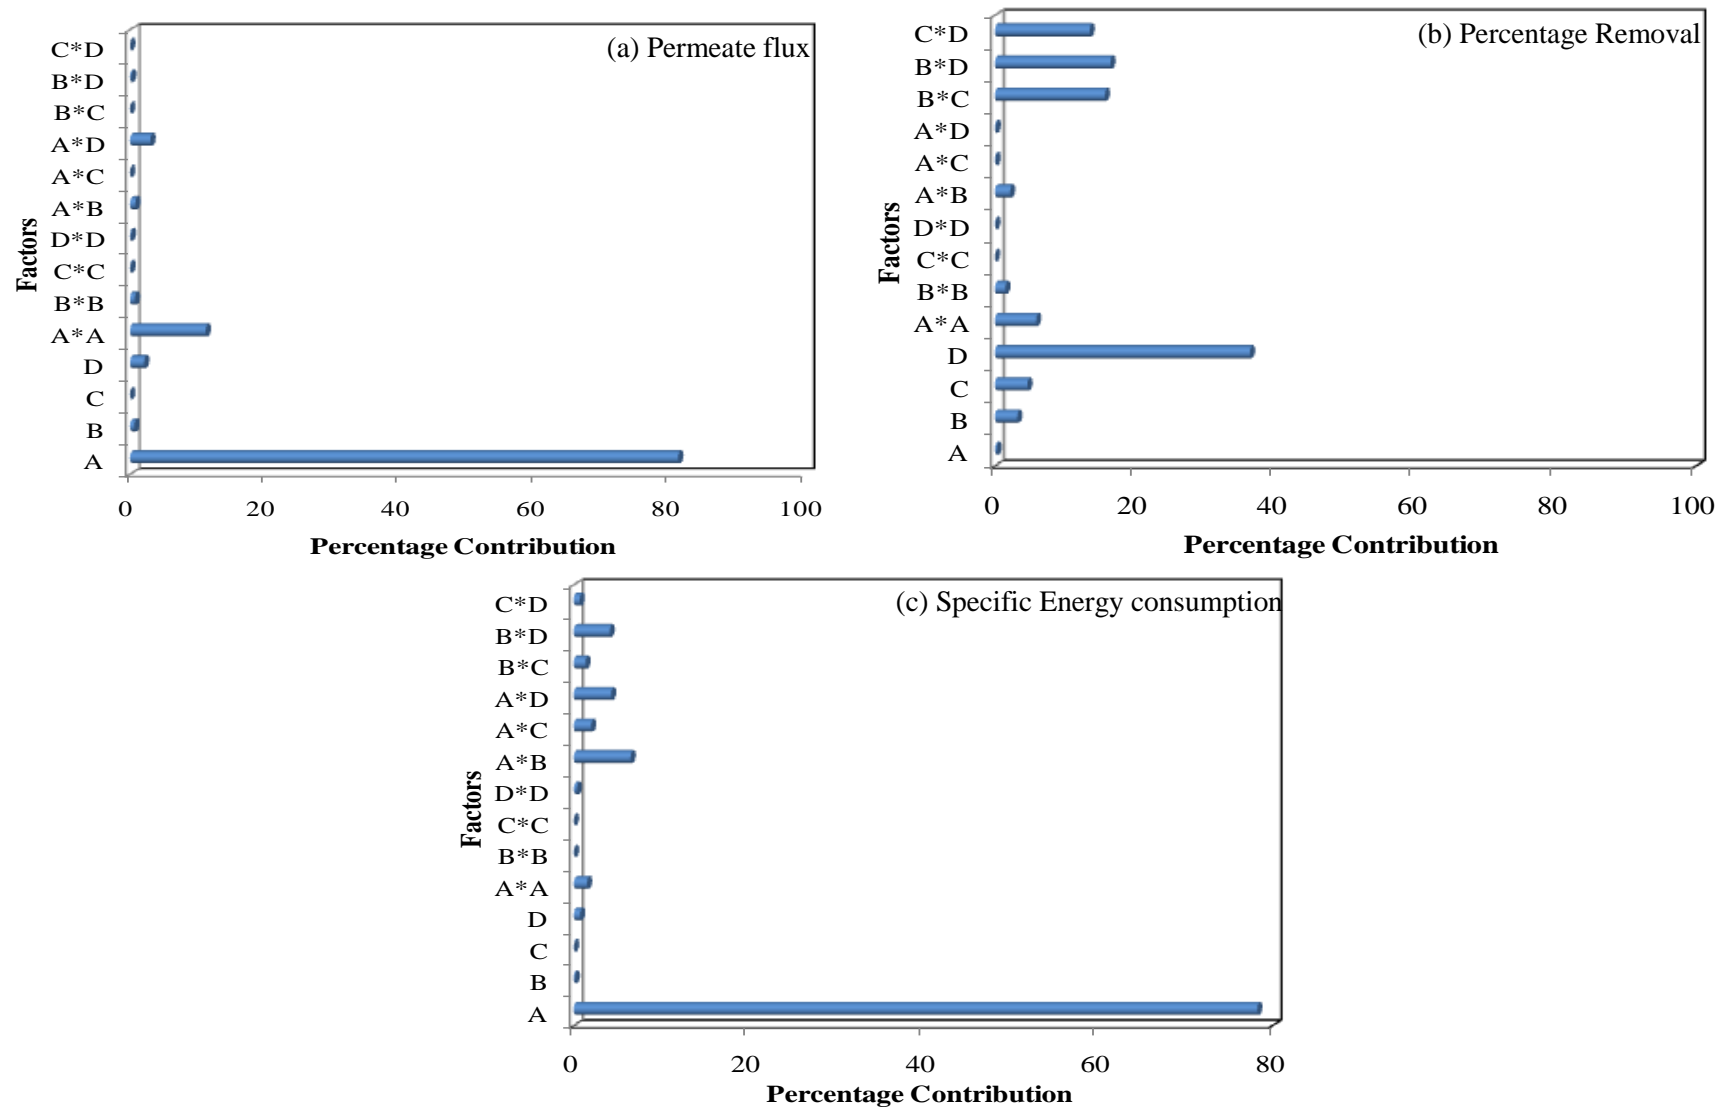 (a) Permeate flux
C*D
B*D
B*C
A*D
A*C
A*B
D*D
C*C
B*B
A*A
D
C
B
A
Factors
0 20 40 60 80 100
Percentage Contribution
(b) Percentage Removal
C*D
B*D
B*C
A*D
A*C
A*B
D*D
C*C
B*B
A*A
D
C
B
A
Factors
0 20 40 60 80 100
Percentage Contribution
(c) Specific Energy consumption
C*D
B*D
B*C
A*D
A*C
A*B
D*D
C*C
B*B
A*A
D
C
B
A
Factors
0 20 40 60 80
Percentage Contribution